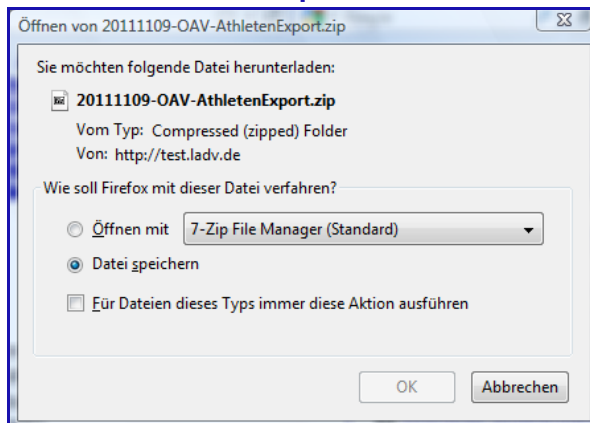 Öffnen von 20111109-OAV-AthletenExport.zip
Sie möchten folgende Datei herunterladen:
20111109-OAV-AthletenExport.zip
Vom Typ: Compressed (zipped) Folder
Von: http://test.ladv.de
Wie soll Firefox mit dieser Datei verfahren?
Öffnen mit 7-Zip File Manager (Standard)
Datei speichern
Für Dateien dieses Typs immer diese Aktion ausführen
OK Abbrechen